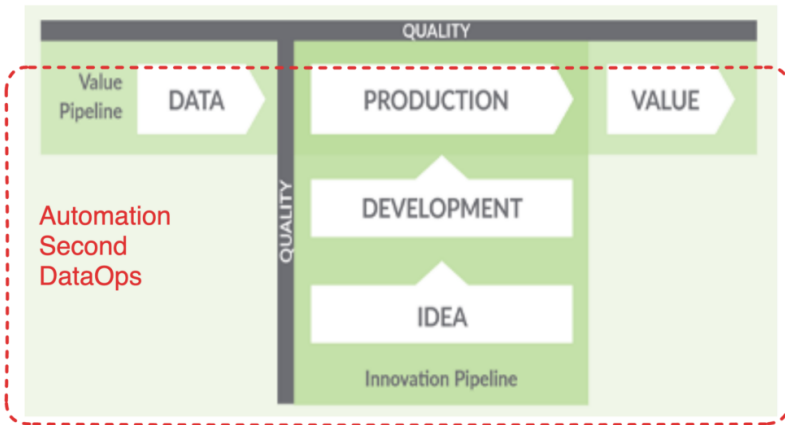 QUALITY
Value
Pipeline
DATA
PRODUCTION
VALUE
QUALITY
DEVELOPMENT
Automation
Second
DataOps
IDEA
Innovation Pipeline